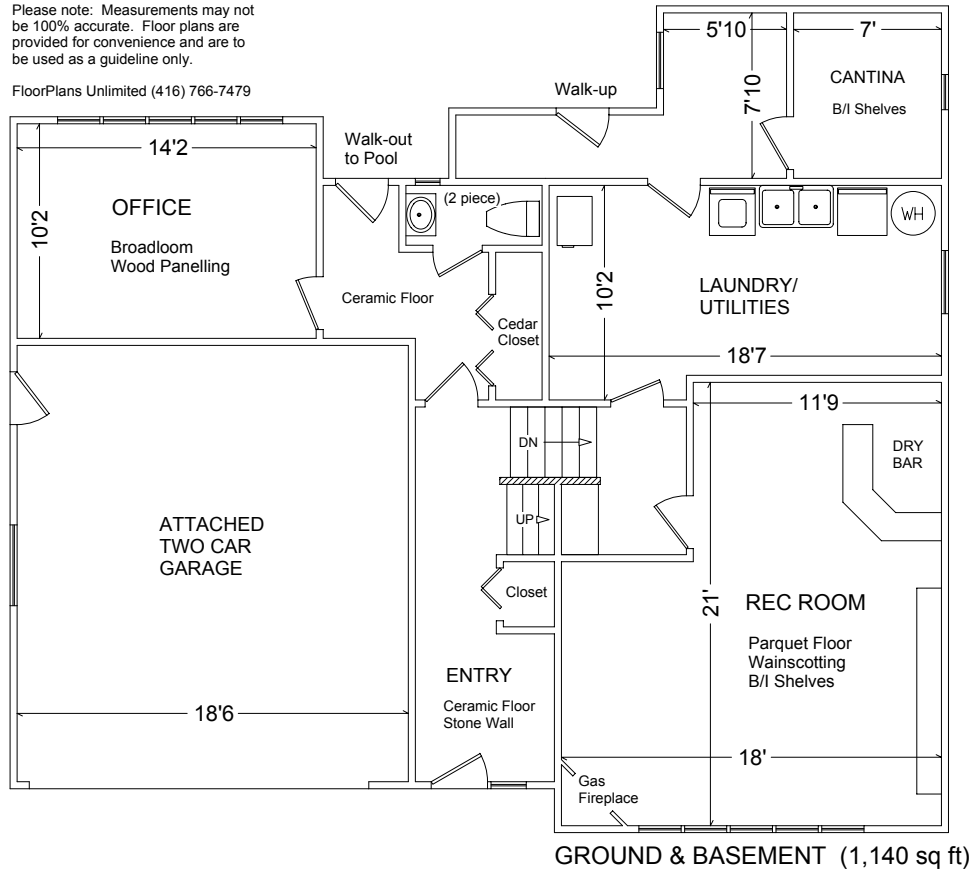 Please note:  Measurements may not
be 100% accurate.  Floor plans are
provided for convenience and are to
be used as a guideline only.
FloorPlans Unlimited (416) 766-7479
5'10
7'
CANTINA
B/I Shelves
7'10
Walk-up
Walk-out
to Pool
14'2
10'2
OFFICE
Broadloom
Wood Panelling
(2 piece)
WH
Ceramic Floor
Cedar
Closet
10'2
LAUNDRY/
UTILITIES
18'7
11'9
DRY
BAR
DN
UP
ATTACHED
TWO CAR
GARAGE
Closet
21'
REC ROOM
Parquet Floor
Wainscotting
B/I Shelves
ENTRY
Ceramic Floor
Stone Wall
18'6
18'
Gas
Fireplace
GROUND & BASEMENT  (1,140 sq ft)